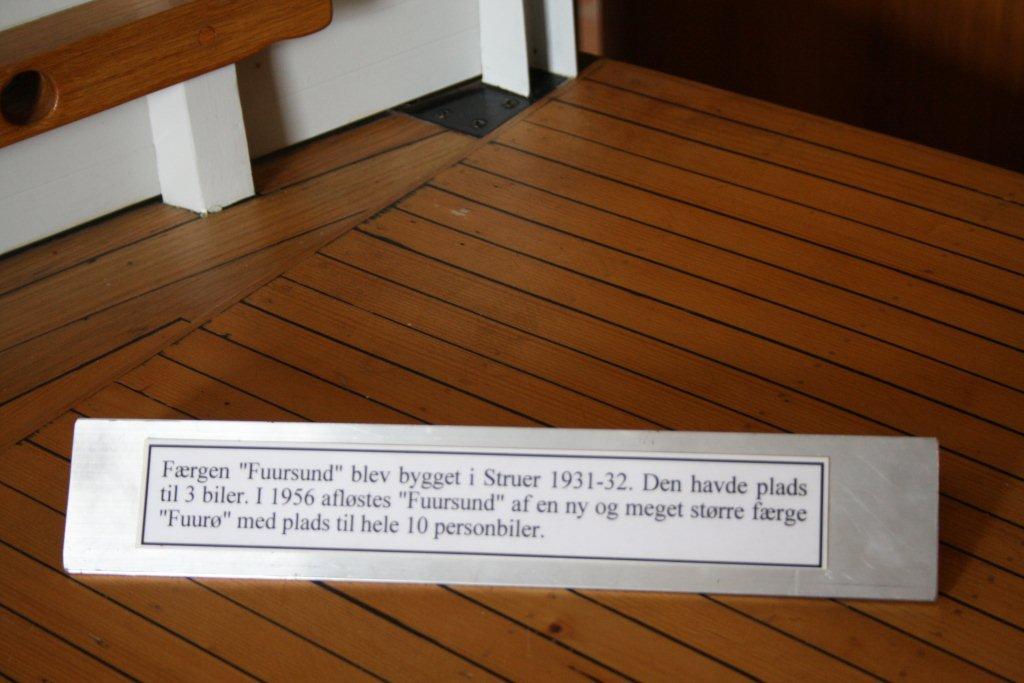 Færgen "Fuursund" blev bygget i Struer 1931-32. Den havde plads
til 3 biler. I 1956 afløstes "Fuursund" af en ny og meget større færge
"Fuurø" med plads til hele 10 personbiler.